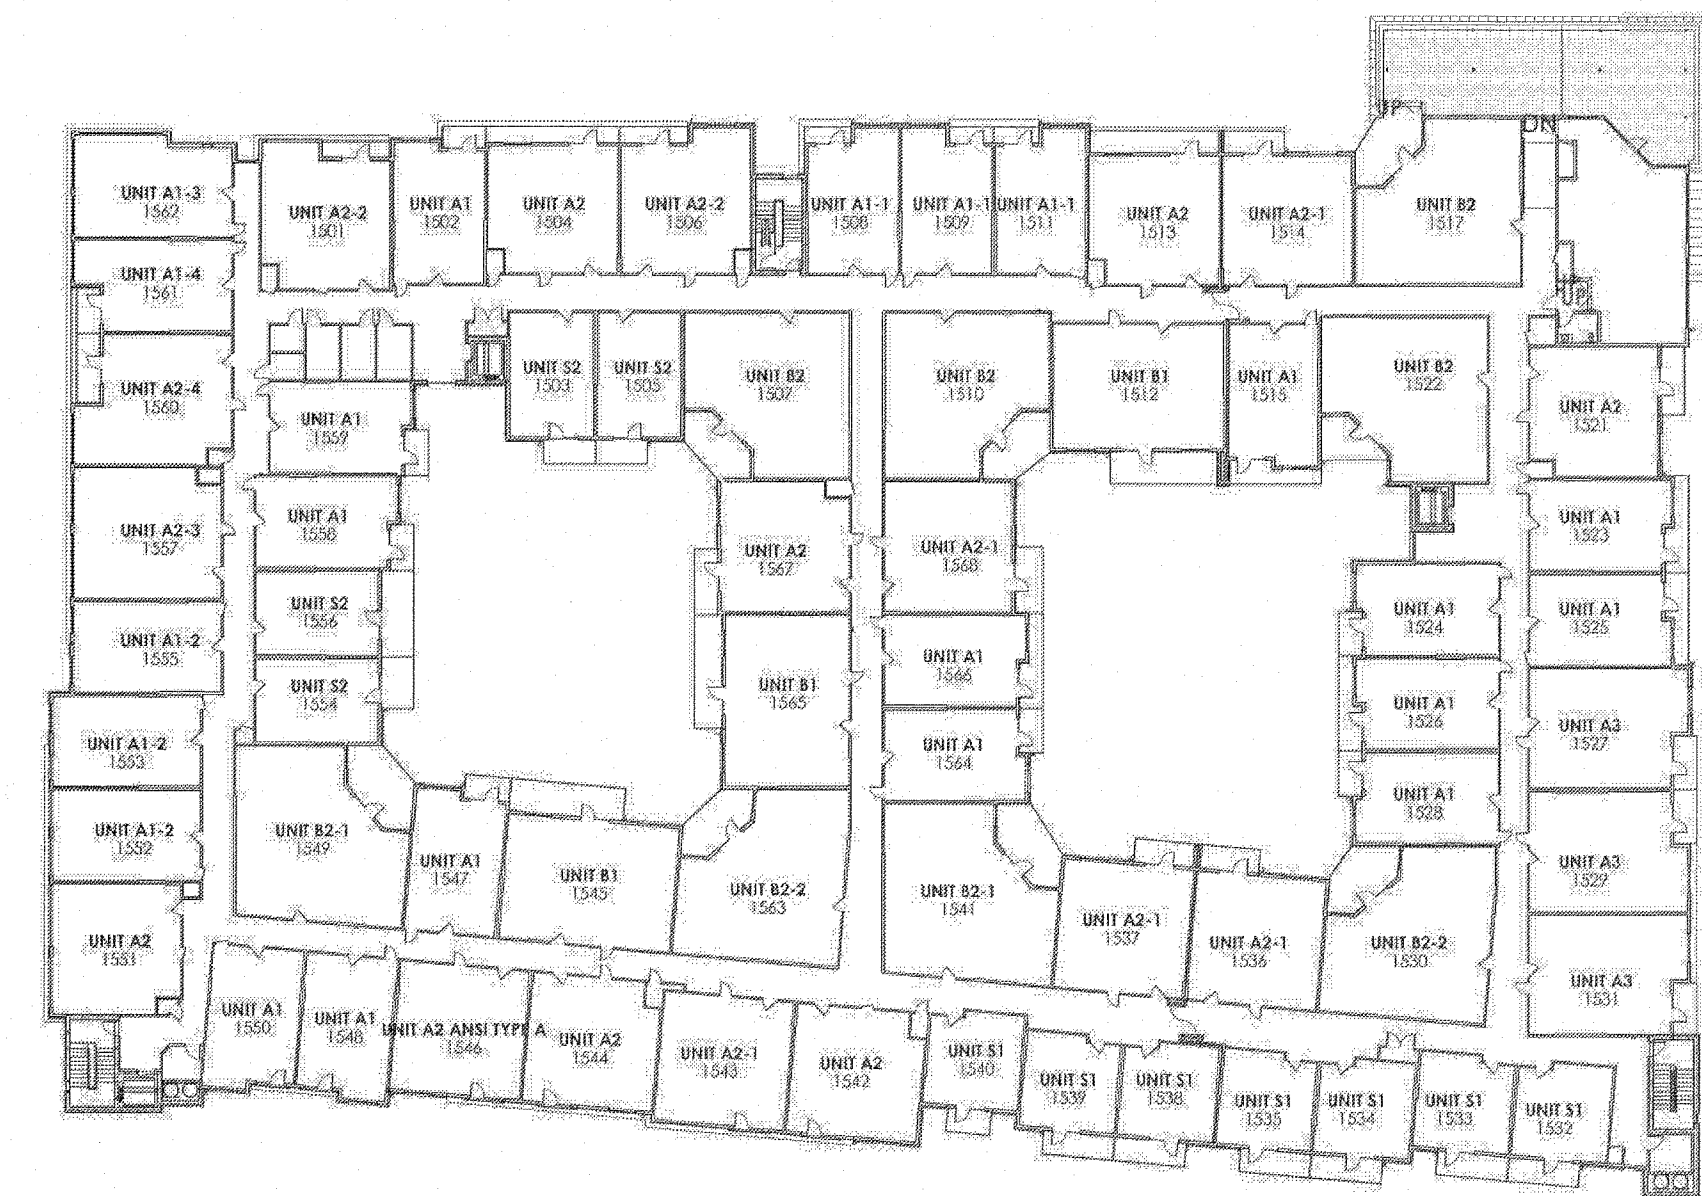 UP
DN
UNIT A1-3
1562
UNIT A2-2
1501
UNIT A1
1502
UNIT A2
1504
UNIT A2-2
1506
UNIT A1-1
1508
UNIT A1-1
1509
UNIT A1-1
1511
UNIT A2
1513
UNIT A2-1
1514
UNIT B2
1517
UNIT A1-4
1561
UP
UNIT A2-4
1560
UNIT A1
1559
UNIT S2
1503
UNIT S2
1505
UNIT B2
1507
UNIT B2
1510
UNIT B1
1512
UNIT A1
1515
UNIT B2
1522
UNIT A2
1521
UNIT A2-3
1557
UNIT A1
1558
UNIT A2
1567
UNIT A2-1
1568
UNIT A1
1523
UNIT S2
1556
UNIT A1
1524
UNIT A1
1525
UNIT A1-2
1555
UNIT S2
1554
UNIT B1
1565
UNIT A1
1566
UNIT A1
1526
UNIT A3
1527
UNIT A1-2
1553
UNIT A1
1564
UNIT A1
1528
UNIT A1-2
1552
UNIT B2-1
1549
UNIT A1
1547
UNIT B1
1545
UNIT B2-2
1563
UNIT B2-1
1541
UNIT A2-1
1537
UNIT A2-1
1536
UNIT B2-2
1530
UNIT A3
1529
UNIT A2
1551
UNIT A3
1531
UNIT A1
1550
UNIT A1
1548
UNIT A2 ANSI TYPE A
1546
UNIT A2
1544
UNIT A2-1
1543
UNIT A2
1542
UNIT S1
1540
UNIT S1
1539
UNIT S1
1538
UNIT S1
1535
UNIT S1
1534
UNIT S1
1533
UNIT S1
1532